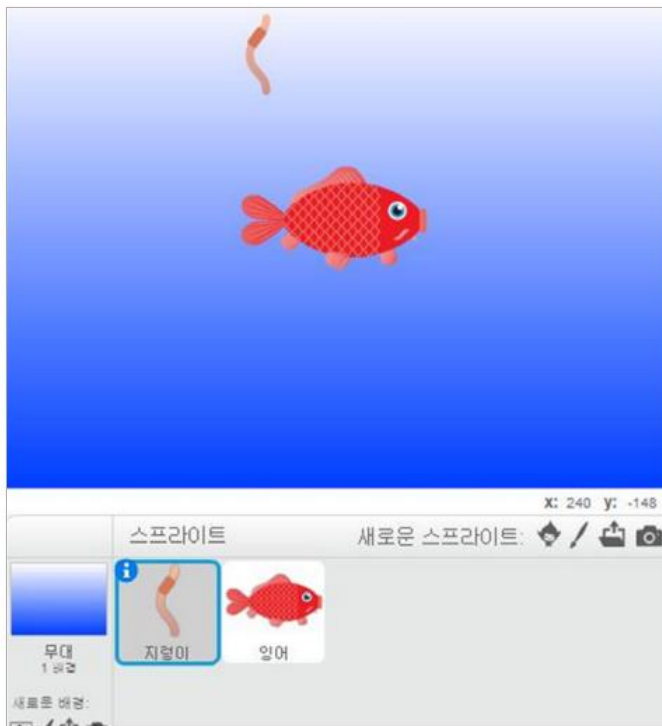 x: 240 y: -148
스프라이트 새로운 스프라이트:
지렁이 잉어
무대
1 배경
새로운 배경: